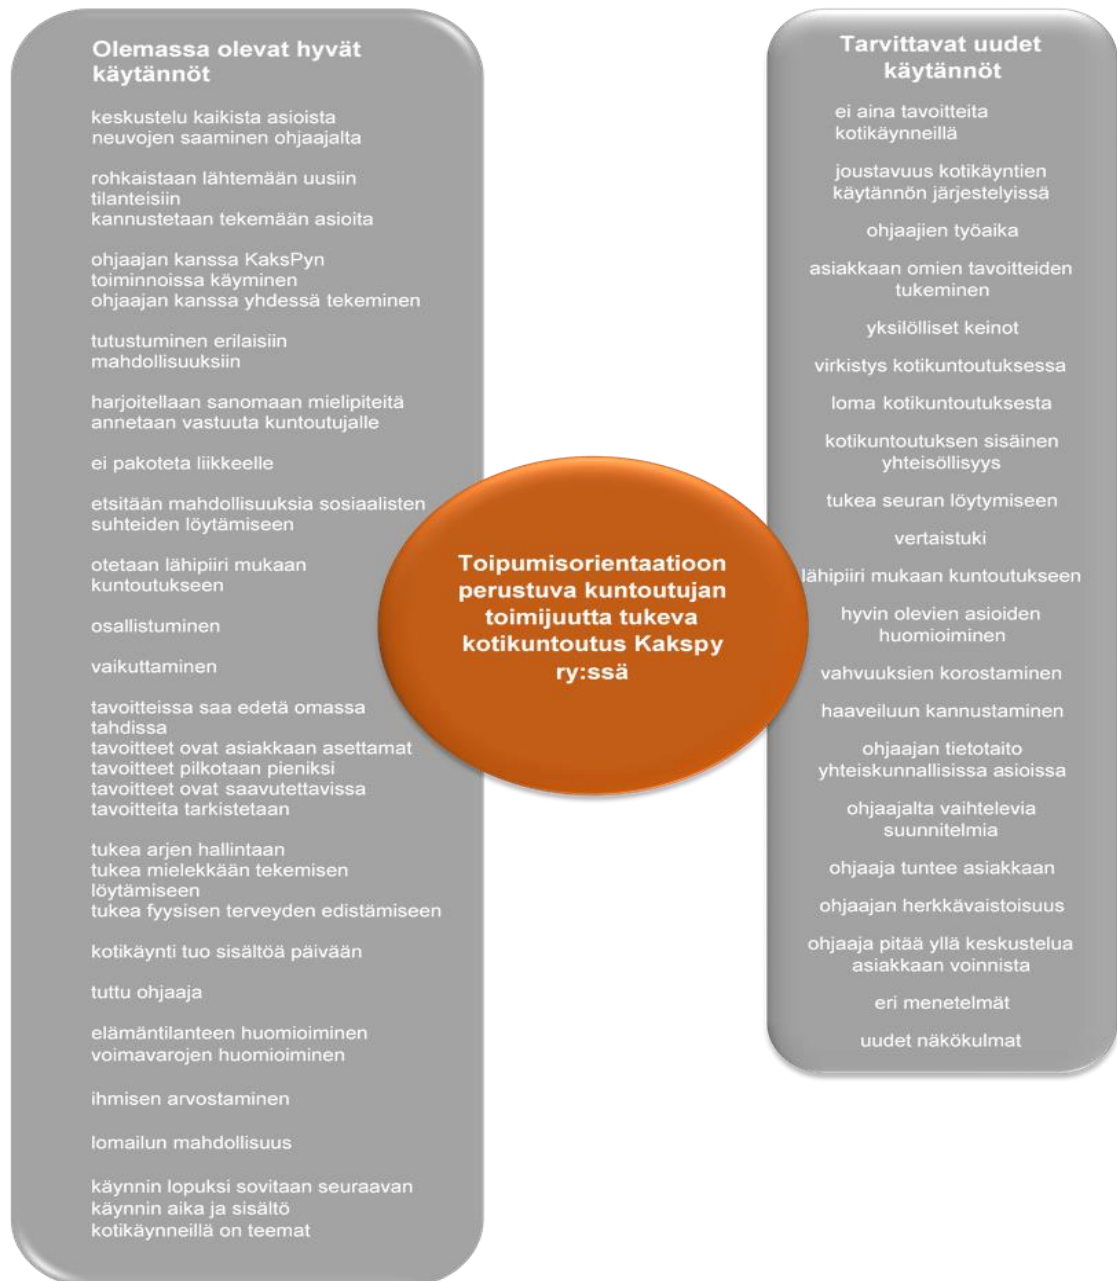 Olemassa olevat hyvät
käytännöt
keskustelu kaikista asioista
neuvojen saaminen ohjaajalta
rohkaistaan lähtemään uusiin
tilanteisiin
kannustetaan tekemään asioita
ohjaajan kanssa KaksPyn
toiminnoissa käyminen
ohjaajan kanssa yhdessä tekeminen
tutustuminen erilaisiin
mahdollisuuksiin
harjoitellaan sanomaan mielipiteitä
annetaan vastuuta kuntoutujalle
ei pakoteta liikkeelle
etsitään mahdollisuuksia sosiaalisten
suhteiden löytämiseen
otetaan lähipiiri mukaan
kuntoutukseen
osallistuminen
vaikuttaminen
tavoitteissa saa edetä omassa
tahdissa
tavoitteet ovat asiakkaan asettamat
tavoitteet pilkotaan pieniksi
tavoitteet ovat saavutettavissa
tavoitteita tarkistetaan
tukea arjen hallintaan
tukea mielekkään tekemisen
löytämiseen
tukea fyysisen terveyden edistämiseen
kotikäynti tuo sisältöä päivään
tuttu ohjaaja
elämäntilanteen huomioiminen
voimavarojen huomioiminen
ihmisen arvostaminen
lomailun mahdollisuus
käynnin lopuksi sovitaan seuraavan
käynnin aika ja sisältö
kotikäynneillä on teemat
Toipumisorientaatioon
perustuva kuntoutujan
toimijuutta tukeva
kotikuntoutus Kakspy
ry:ssä
Tarvittavat uudet
käytännöt
ei aina tavoitteita
kotikäynneillä
joustavuus kotikäyntien
käytännön järjestelyissä
ohjaajien työaika
asiakkaan omien tavoitteiden
tukeminen
yksilölliset keinot
virkistys kotikuntoutuksessa
loma kotikuntoutuksesta
kotikuntoutuksen sisäinen
yhteisöllisyys
tukea seuran löytymiseen
vertaistuki
lähipiiri mukaan kuntoutukseen
hyvin olevien asioiden
huomioiminen
vahvuuksien korostaminen
haaveiluun kannustaminen
ohjaajan tietotaito
yhteiskunnallisissa asioissa
ohjaajalta vaihtelevia
suunnitelmia
ohjaaja tuntee asiakkaan
ohjaajan herkkävaistoisuus
ohjaaja pitää yllä keskustelua
asiakkaan voinnista
eri menetelmät
uudet näkökulmat